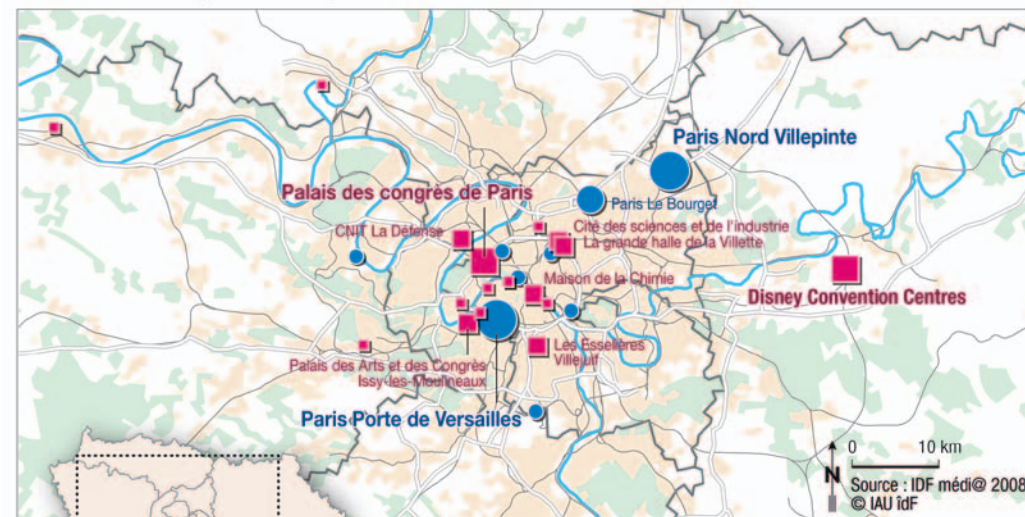 Paris Nord Villepinte
Palais des congrès de Paris
Paris Le Bourget
CNIT La Défense
Cité des sciences et de l'industrie
La grande halle de la Villette
Maison de la Chimie
Disney Convention Centres
Les Esselières
Villejuif
Palais des Arts et des Congrès
Issy-les-Moulineaux
Paris Porte de Versailles
0 10 km
N
Source : IDF médi@ 2008
© IAU îdF